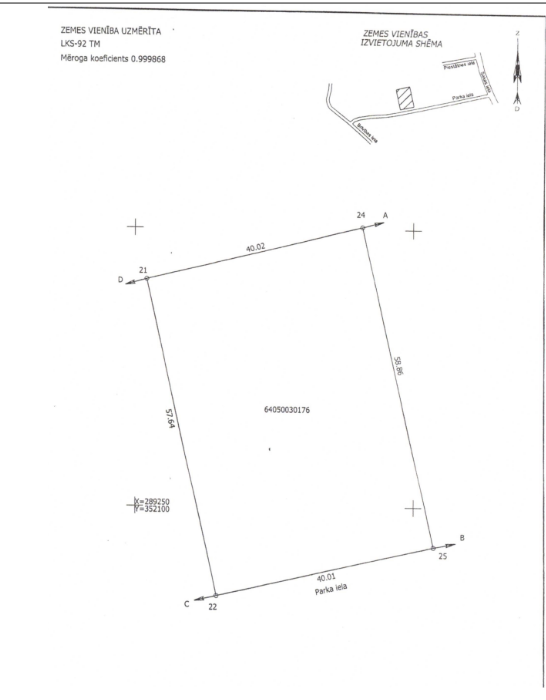 ZEMES VIENĪBA UZMĒRĪTA
LKS-92 TM
Mēroga koeficients 0.999868
ZEMES VIENĪBAS
IZVIETOJUMA SHĒMA
Z
Parka iela
D
24
A
40.02
21
D
58.86
57.64
64050030176
X=289250
Y=352100
B
25
40.01
Parka iela
C
22